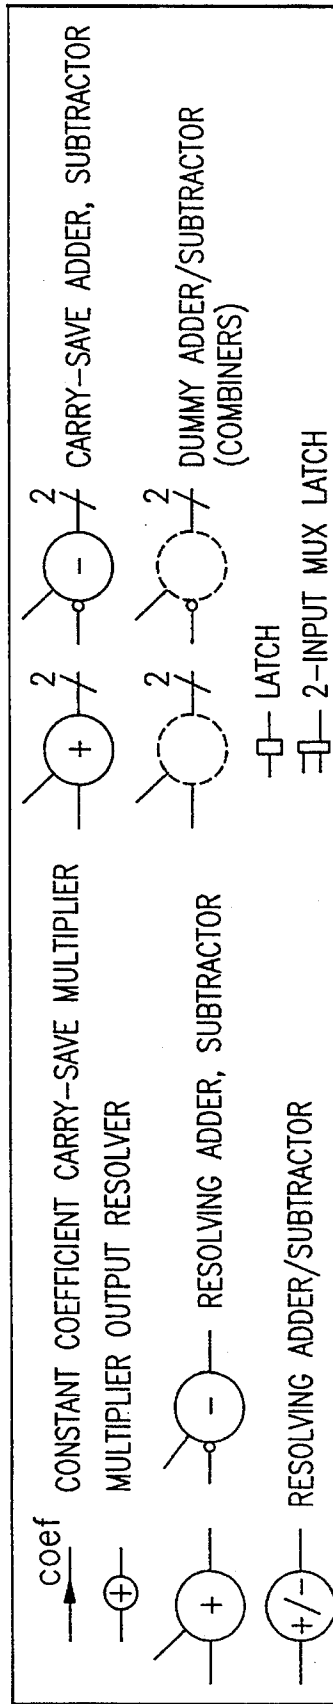 coef CONSTANT COEFFICIENT CARRY-SAVE MULTIPLIER
+ MULTIPLIER OUTPUT RESOLVER
+ - RESOLVING ADDER, SUBTRACTOR
+/- RESOLVING ADDER/SUBTRACTOR
+ 2 - 2 CARRY-SAVE ADDER, SUBTRACTOR
2 2 DUMMY ADDER/SUBTRACTOR
(COMBINERS)
LATCH
2-INPUT MUX LATCH